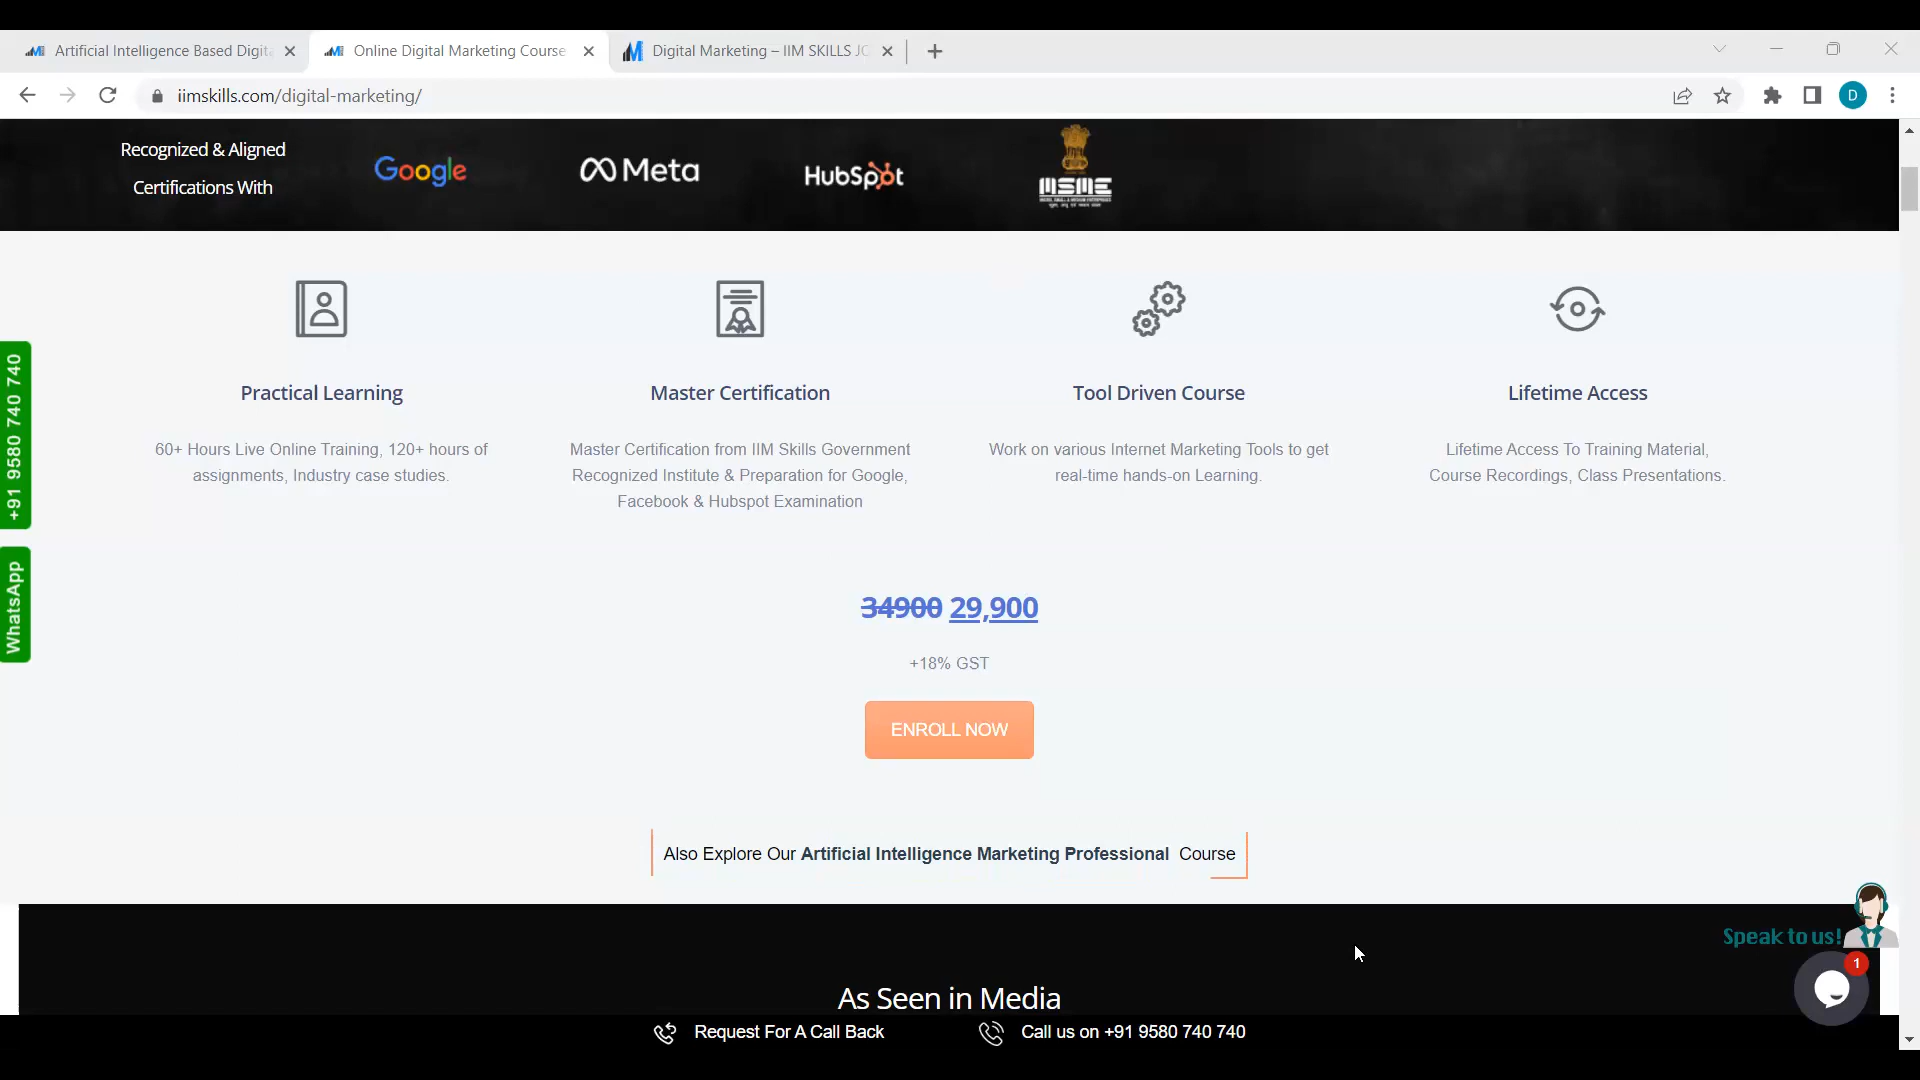 Artificial Intelligence Based Digit
Online Digital Marketing Course
Digital Marketing – IIM SKILLS JO
iimskills.com/digital-marketing/
D
Recognized & Aligned
Certifications With
Google
Meta
HubSpot
MSME
Practical Learning
60+ Hours Live Online Training, 120+ hours of
assignments, Industry case studies.
Master Certification
Master Certification from IIM Skills Government
Recognized Institute & Preparation for Google,
Facebook & Hubspot Examination
Tool Driven Course
Work on various Internet Marketing Tools to get
real-time hands-on Learning.
Lifetime Access
Lifetime Access To Training Material,
Course Recordings, Class Presentations.
+91 9580 740 740
WhatsApp
34900 29,900
+18% GST
ENROLL NOW
Also Explore Our Artificial Intelligence Marketing Professional Course
Speak to us!
1
As Seen in Media
Request For A Call Back
Call us on +91 9580 740 740